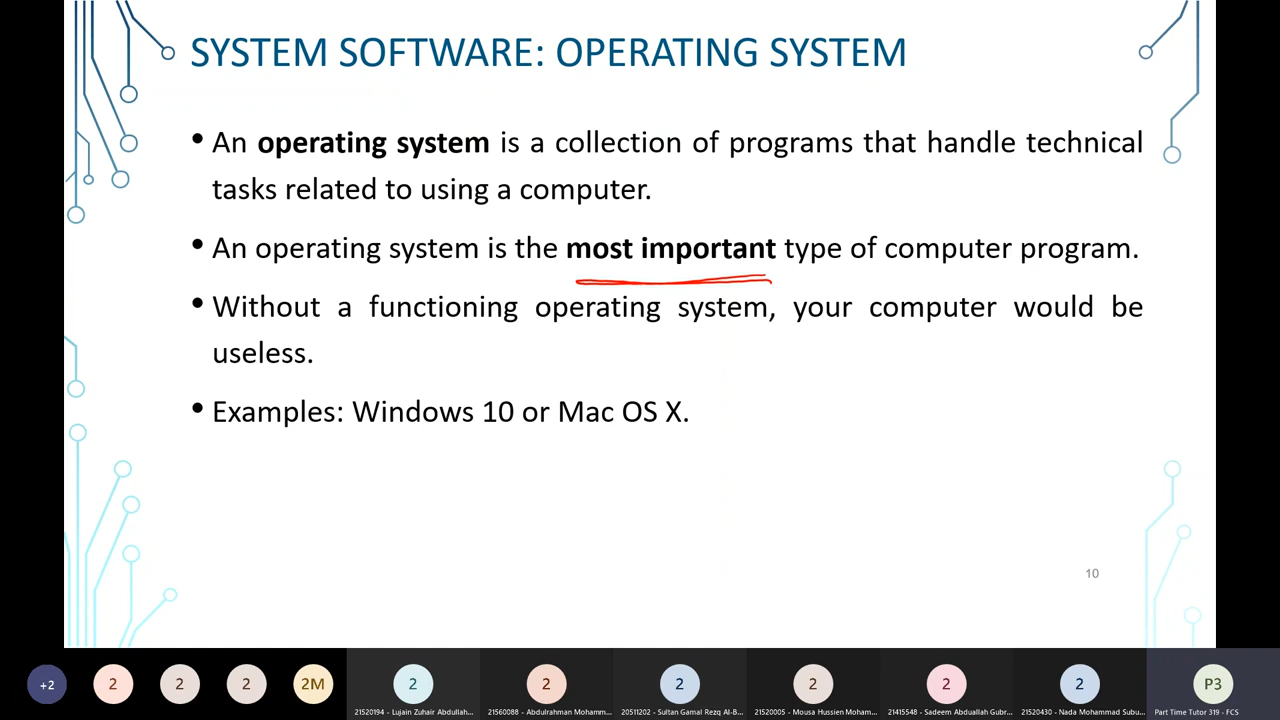 SYSTEM SOFTWARE: OPERATING SYSTEM
• An operating system is a collection of programs that handle technical
tasks related to using a computer.
• An operating system is the most important type of computer program.
• Without a functioning operating system, your computer would be
useless.
• Examples: Windows 10 or Mac OS X.
10
+2 2 2 2 2M 2 2 2 2 2 2 P3
21520194 - Lujain Zuhair Abdullah... 21560088 - Abdulrahman Mohamm... 20511202 - Sultan Gamal Rezq Al-B... 21520005 - Mousa Hussien Moham... 21415548 - Sadeem Abduallah Gubr... 21520430 - Nada Mohammad Subu... Part Time Tutor 319 - FCS